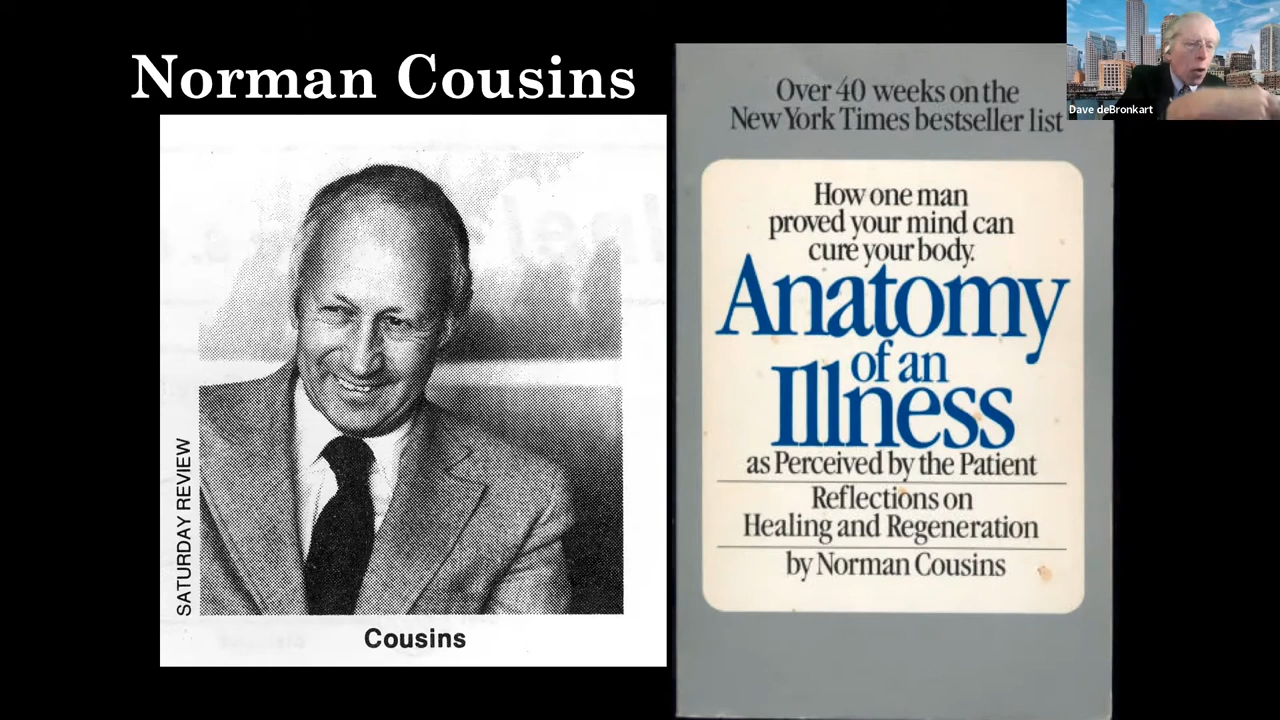 Norman Cousins
SATURDAY REVIEW
Cousins
Over 40 weeks on the
New York Times bestseller list
How one man
proved your mind can
cure your body.
Anatomy
of an
Illness
as Perceived by the Patient
Reflections on
Healing and Regeneration
by Norman Cousins
Dave deBronkart